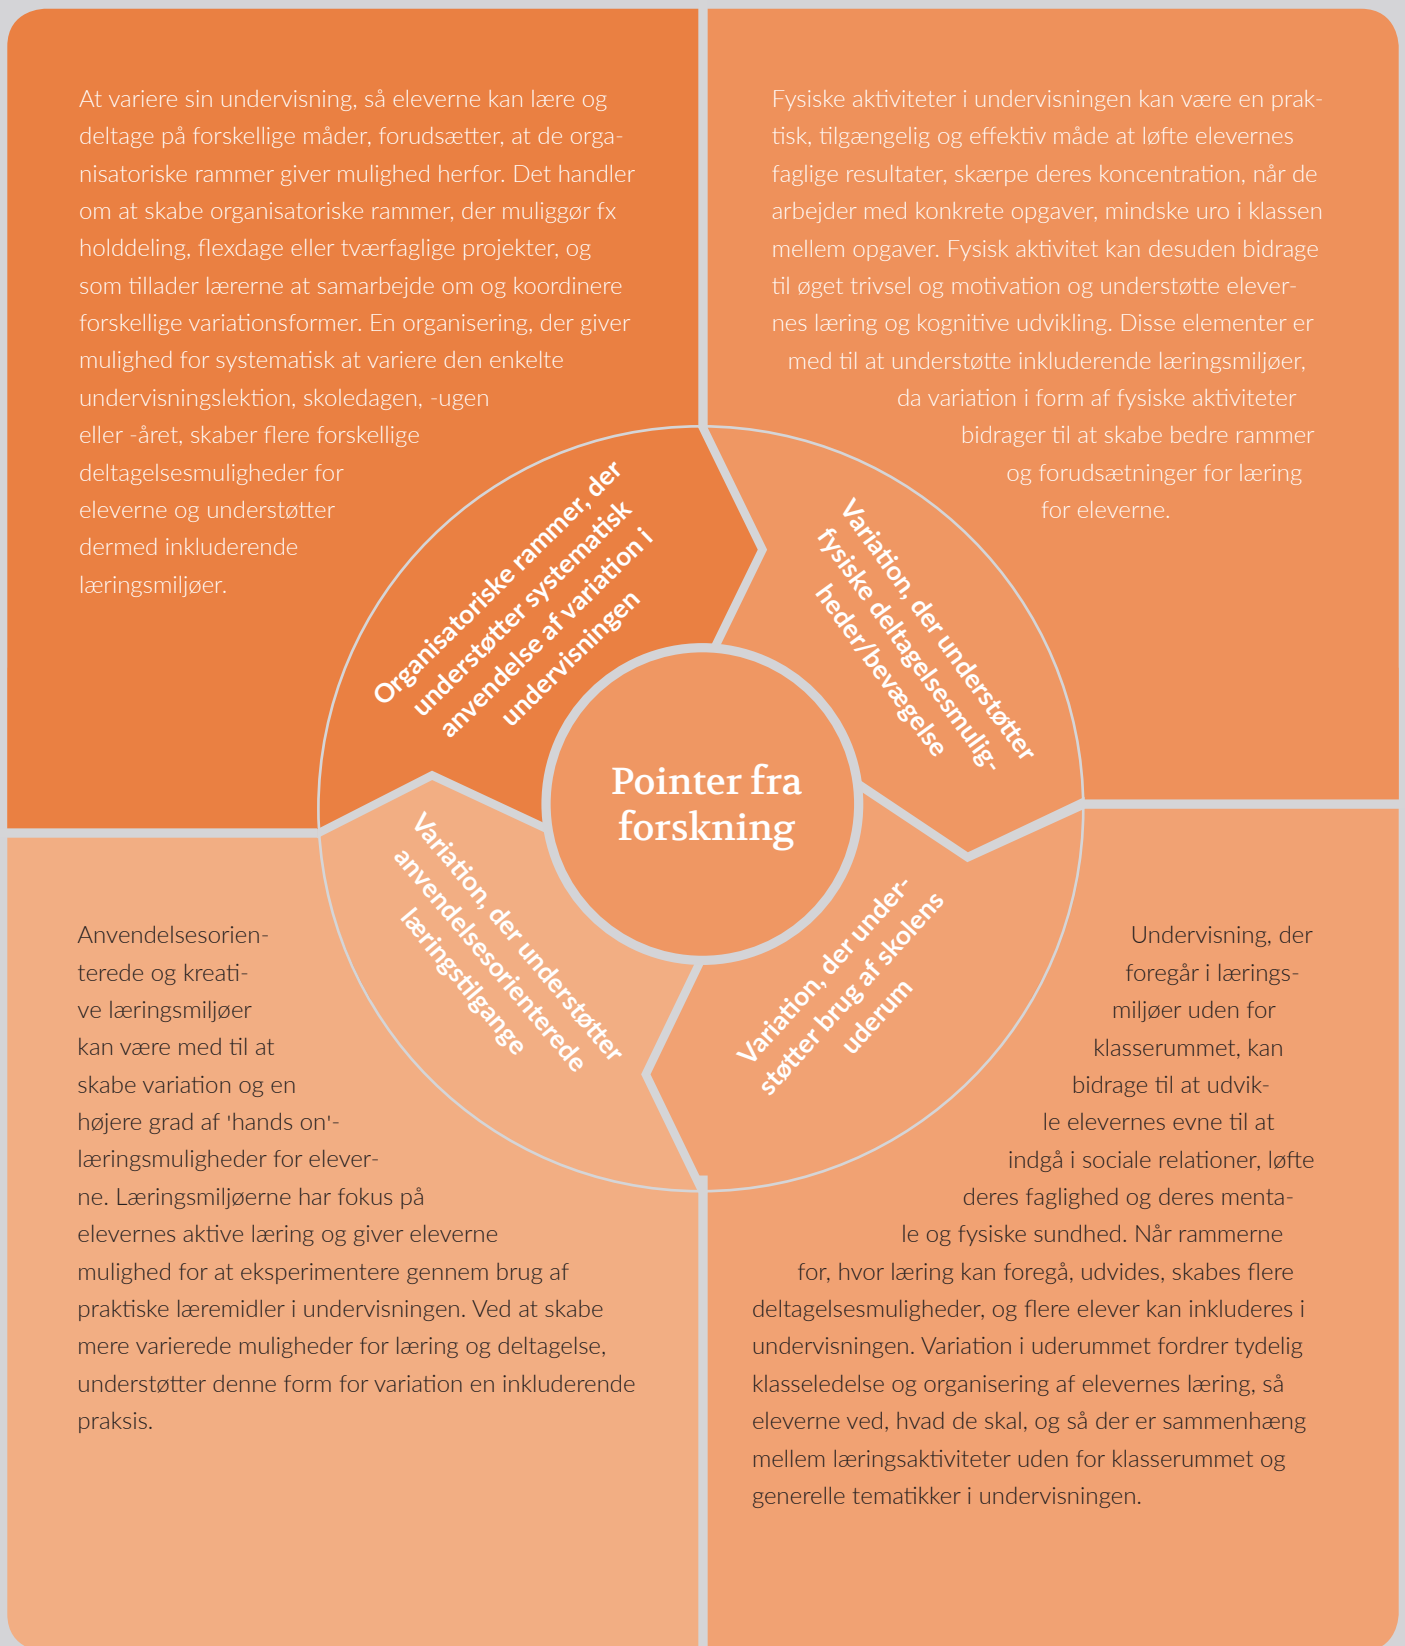 At variere sin undervisning, så eleverne kan lære og
deltage på forskellige måder, forudsætter, at de orga-
nisatoriske rammer giver mulighed herfor. Det handler
om at skabe organisatoriske rammer, der muliggør fx
holddeling, flexdage eller tværfaglige projekter, og
som tillader lærerne at samarbejde om og koordinere
forskellige variationsformer. En organisering, der giver
mulighed for systematisk at variere den enkelte
undervisningslektion, skoledagen, -ugen
eller -året, skaber flere forskellige
deltagelsesmuligheder for
eleverne og understøtter
dermed inkluderende
læringsmiljøer.
Fysiske aktiviteter i undervisningen kan være en prak-
tisk, tilgængelig og effektiv måde at løfte elevernes
faglige resultater, skærpe deres koncentration, når de
arbejder med konkrete opgaver, mindske uro i klassen
mellem opgaver. Fysisk aktivitet kan desuden bidrage
til øget trivsel og motivation og understøtte elever-
nes læring og kognitive udvikling. Disse elementer er
med til at understøtte inkluderende læringsmiljøer,
da variation i form af fysiske aktiviteter
bidrager til at skabe bedre rammer
og forudsætninger for læring
for eleverne.
Organisatoriske rammer, der
understøtter systematisk
anvendelse af variation i
undervisningen
Variation, der understøtter
fysiske deltagelsesmulig-
heder/bevægelse
Pointer fra
forskning
Variation, der understøtter
anvendelsesorienterede
læringstilgange
Variation, der under-
støtter brug af skolens
uderum
Anvendelsesorien-
terede og kreati-
ve læringsmiljøer
kan være med til at
skabe variation og en
højere grad af 'hands on'-
læringsmuligheder for elever-
ne. Læringsmiljøerne har fokus på
elevernes aktive læring og giver eleverne
mulighed for at eksperimentere gennem brug af
praktiske læremidler i undervisningen. Ved at skabe
mere varierede muligheder for læring og deltagelse,
understøtter denne form for variation en inkluderende
praksis.
Undervisning, der
foregår i lærings-
miljøer uden for
klasserummet, kan
bidrage til at udvik-
le elevernes evne til at
indgå i sociale relationer, løfte
deres faglighed og deres menta-
le og fysiske sundhed. Når rammerne
for, hvor læring kan foregå, udvides, skabes flere
deltagelsesmuligheder, og flere elever kan inkluderes i
undervisningen. Variation i uderummet fordrer tydelig
klasseledelse og organisering af elevernes læring, så
eleverne ved, hvad de skal, og så der er sammenhæng
mellem læringsaktiviteter uden for klasserummet og
generelle tematikker i undervisningen.